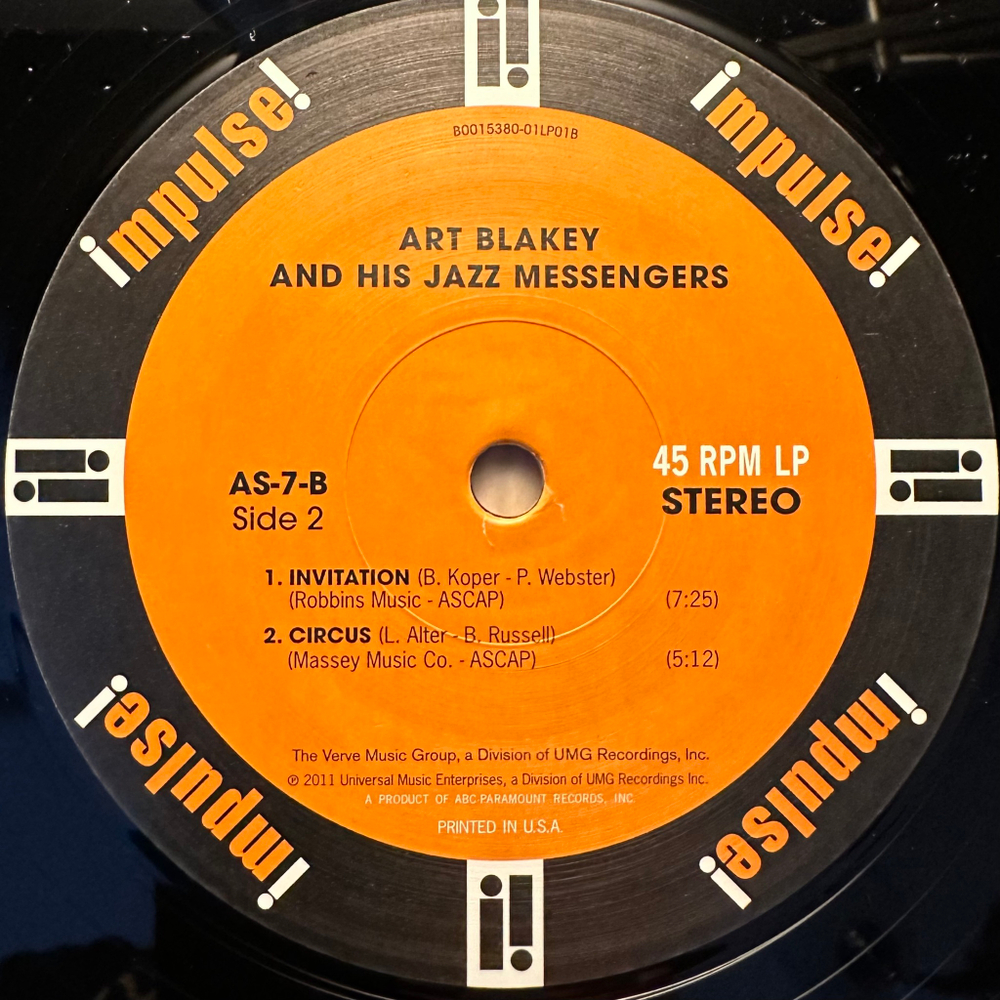 impulse!
impulse!
B0015380-01LP01B
ART BLAKEY
AND HIS JAZZ MESSENGERS
45 RPM LP
AS-7-B
STEREO
Side 2
1. INVITATION (B. Koper - P. Webster)
(Robbins Music - ASCAP) (7:25)
2. CIRCUS (L. Alter - B. Russell)
(Massey Music Co. - ASCAP) (5:12)
The Verve Music Group, a Division of UMG Recordings, Inc.
℗ 2011 Universal Music Enterprises, a Division of UMG Recordings Inc.
A PRODUCT OF ABC-PARAMOUNT RECORDS, INC.
PRINTED IN U.S.A.
impulse!
impulse!